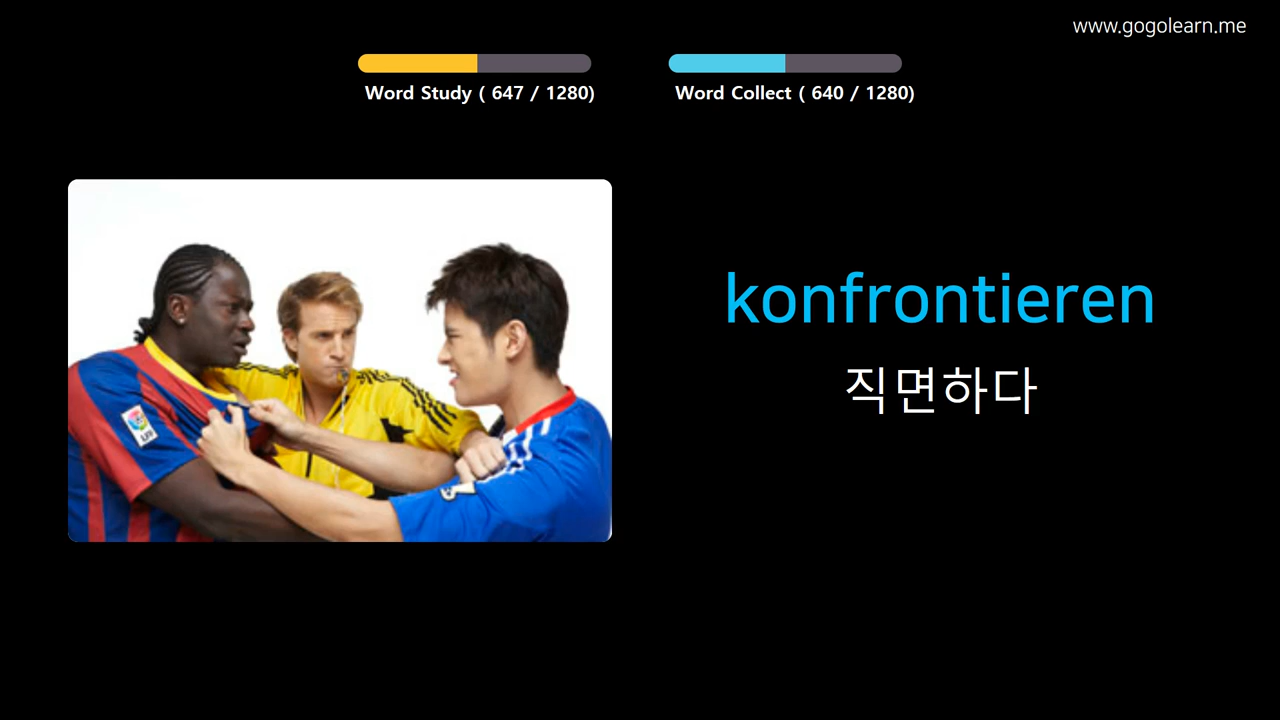 www.gogolearn.me
Word Study ( 647 / 1280)
Word Collect ( 640 / 1280)
konfrontieren
직면하다